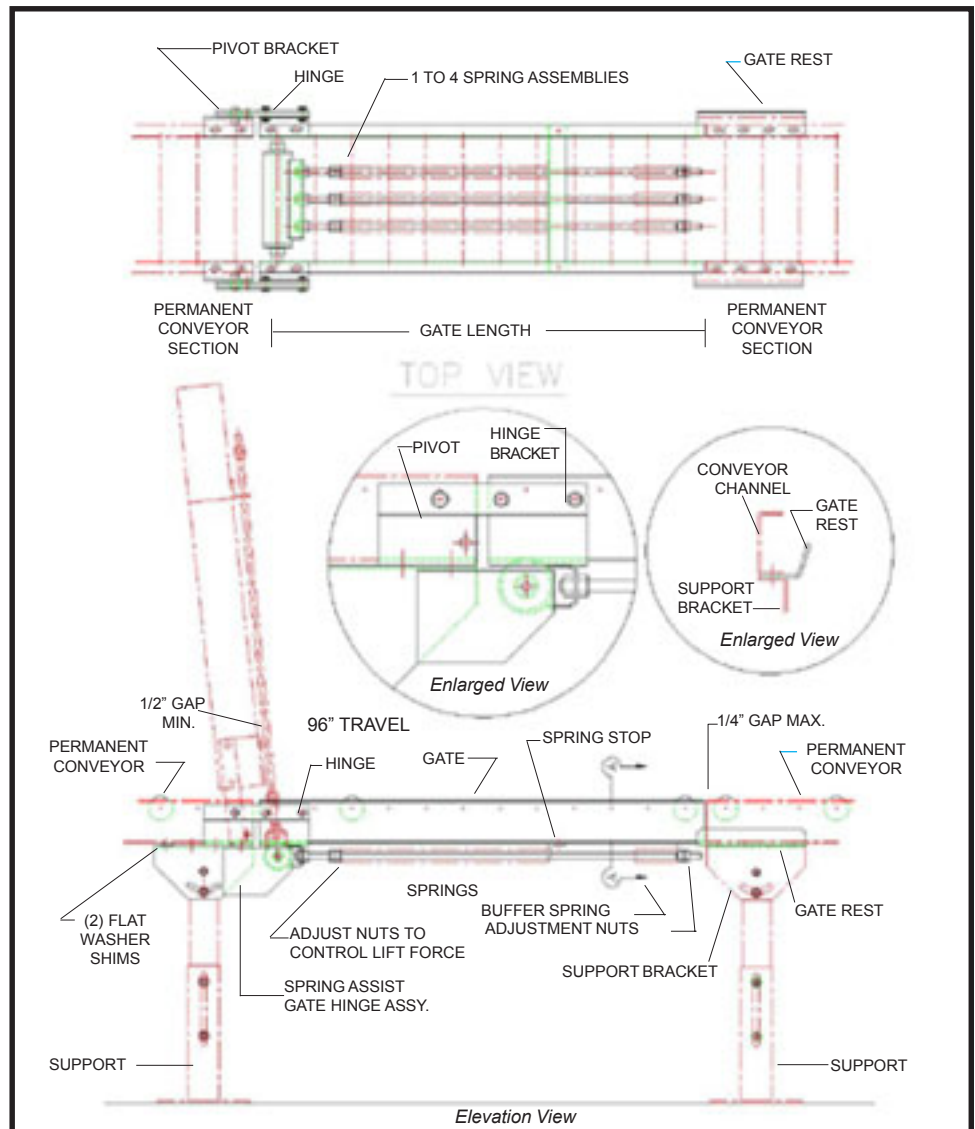 PIVOT BRACKET
HINGE
1 TO 4 SPRING ASSEMBLIES
GATE REST
PERMANENT
CONVEYOR
SECTION
GATE LENGTH
PERMANENT
CONVEYOR
SECTION
TOP VIEW
PIVOT
HINGE
BRACKET
Enlarged View
CONVEYOR
CHANNEL
GATE
REST
SUPPORT
BRACKET
Enlarged View
1/2” GAP
MIN.
96” TRAVEL
1/4” GAP MAX.
PERMANENT
CONVEYOR
HINGE
GATE
SPRING STOP
PERMANENT
CONVEYOR
(2) FLAT
WASHER
SHIMS
ADJUST NUTS TO
CONTROL LIFT FORCE
SPRINGS
BUFFER SPRING
ADJUSTMENT NUTS
GATE REST
SUPPORT BRACKET
SPRING ASSIST
GATE HINGE ASSY.
SUPPORT
SUPPORT
Elevation View